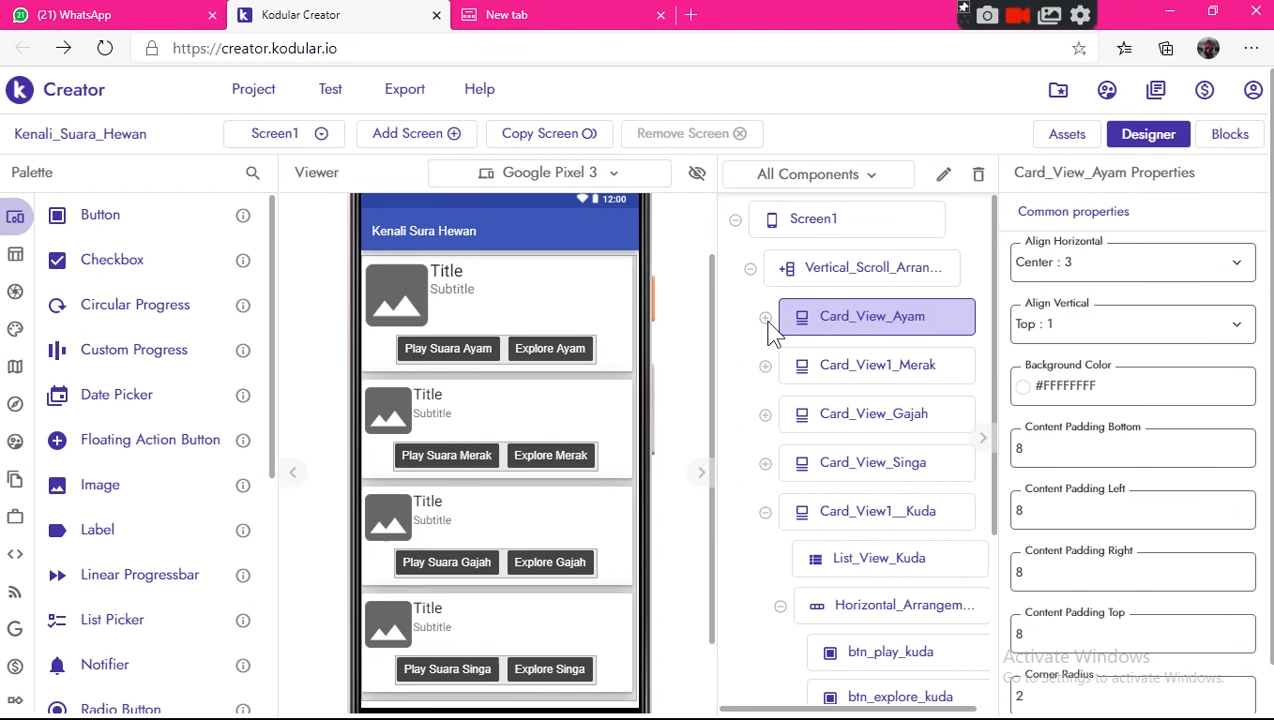 (21) WhatsApp
Kodular Creator
New tab
https://creator.kodular.io
Creator
Project
Test
Export
Help
Kenali_Suara_Hewan
Screen1
Add Screen
Copy Screen
Remove Screen
Assets
Designer
Blocks
Palette
Viewer
Google Pixel 3
All Components
Card_View_Ayam Properties
Button
Checkbox
Circular Progress
Custom Progress
Date Picker
Floating Action Button
Image
Label
Linear Progressbar
List Picker
Notifier
Radio Button
12:00
Kenali Sura Hewan
Title
Subtitle
Play Suara Ayam
Explore Ayam
Title
Subtitle
Play Suara Merak
Explore Merak
Title
Subtitle
Play Suara Gajah
Explore Gajah
Title
Subtitle
Play Suara Singa
Explore Singa
Screen1
Vertical_Scroll_Arran...
Card_View_Ayam
Card_View1_Merak
Card_View_Gajah
Card_View_Singa
Card_View1__Kuda
List_View_Kuda
Horizontal_Arrangem...
btn_play_kuda
btn_explore_kuda
Common properties
Align Horizontal
Center : 3
Align Vertical
Top : 1
Background Color
#FFFFFFFF
Content Padding Bottom
8
Content Padding Left
8
Content Padding Right
8
Content Padding Top
8
Activate Windows
Go to Settings to activate Windows.
Corner Radius
2